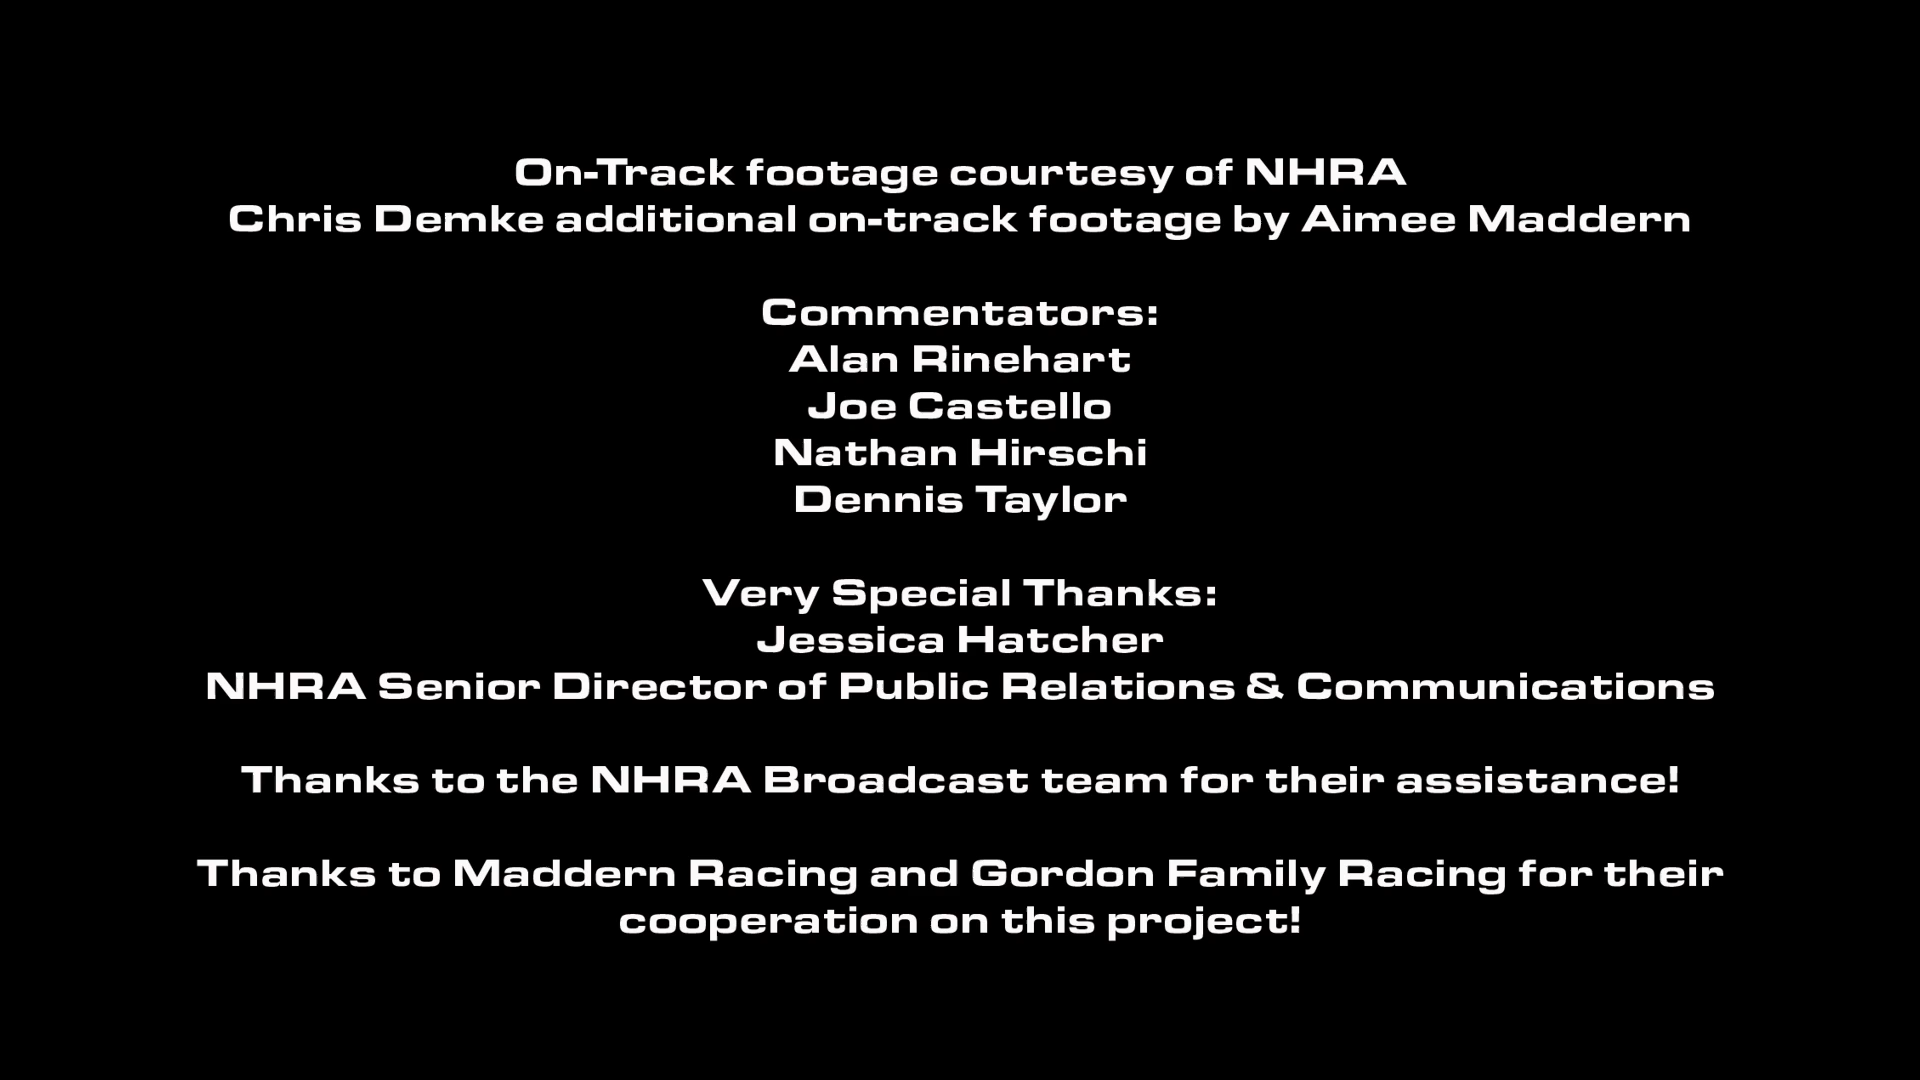 On-Track footage courtesy of NHRA
Chris Demke additional on-track footage by Aimee Maddern
Commentators:
Alan Rinehart
Joe Castello
Nathan Hirschi
Dennis Taylor
Very Special Thanks:
Jessica Hatcher
NHRA Senior Director of Public Relations & Communications
Thanks to the NHRA Broadcast team for their assistance!
Thanks to Maddern Racing and Gordon Family Racing for their
cooperation on this project!